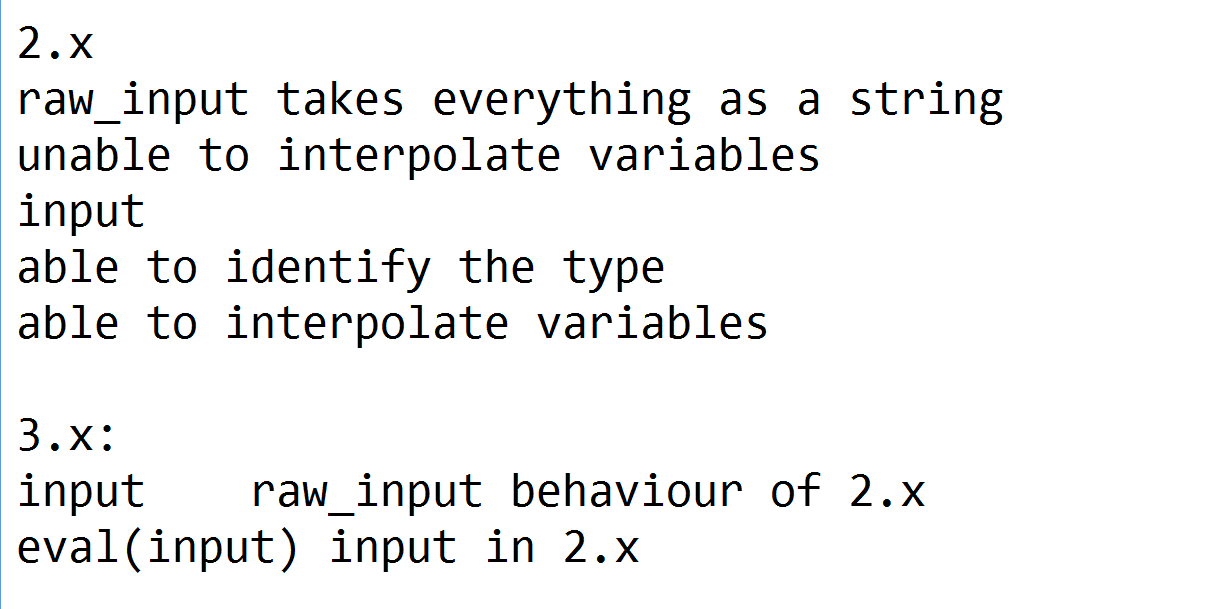 2.x
raw_input takes everything as a string
unable to interpolate variables
input
able to identify the type
able to interpolate variables
3.x:
input    raw_input behaviour of 2.x
eval(input) input in 2.x